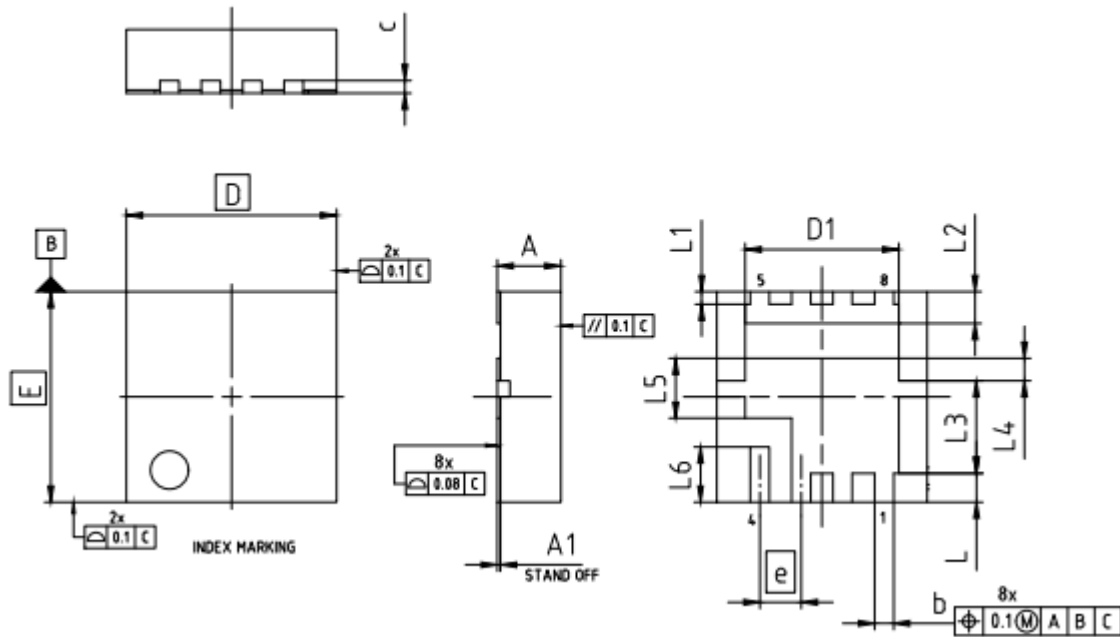 c
D
B
2x
⌓ 0.1 C
E
2x
⌓ 0.1 C
INDEX MARKING
A
// 0.1 C
8x
⌓ 0.08 C
A1
STAND OFF
L1
D1
L2
5
8
L5
L3
L4
L6
4
1
L
e
b
8x
⌖ 0.1 Ⓜ A B C